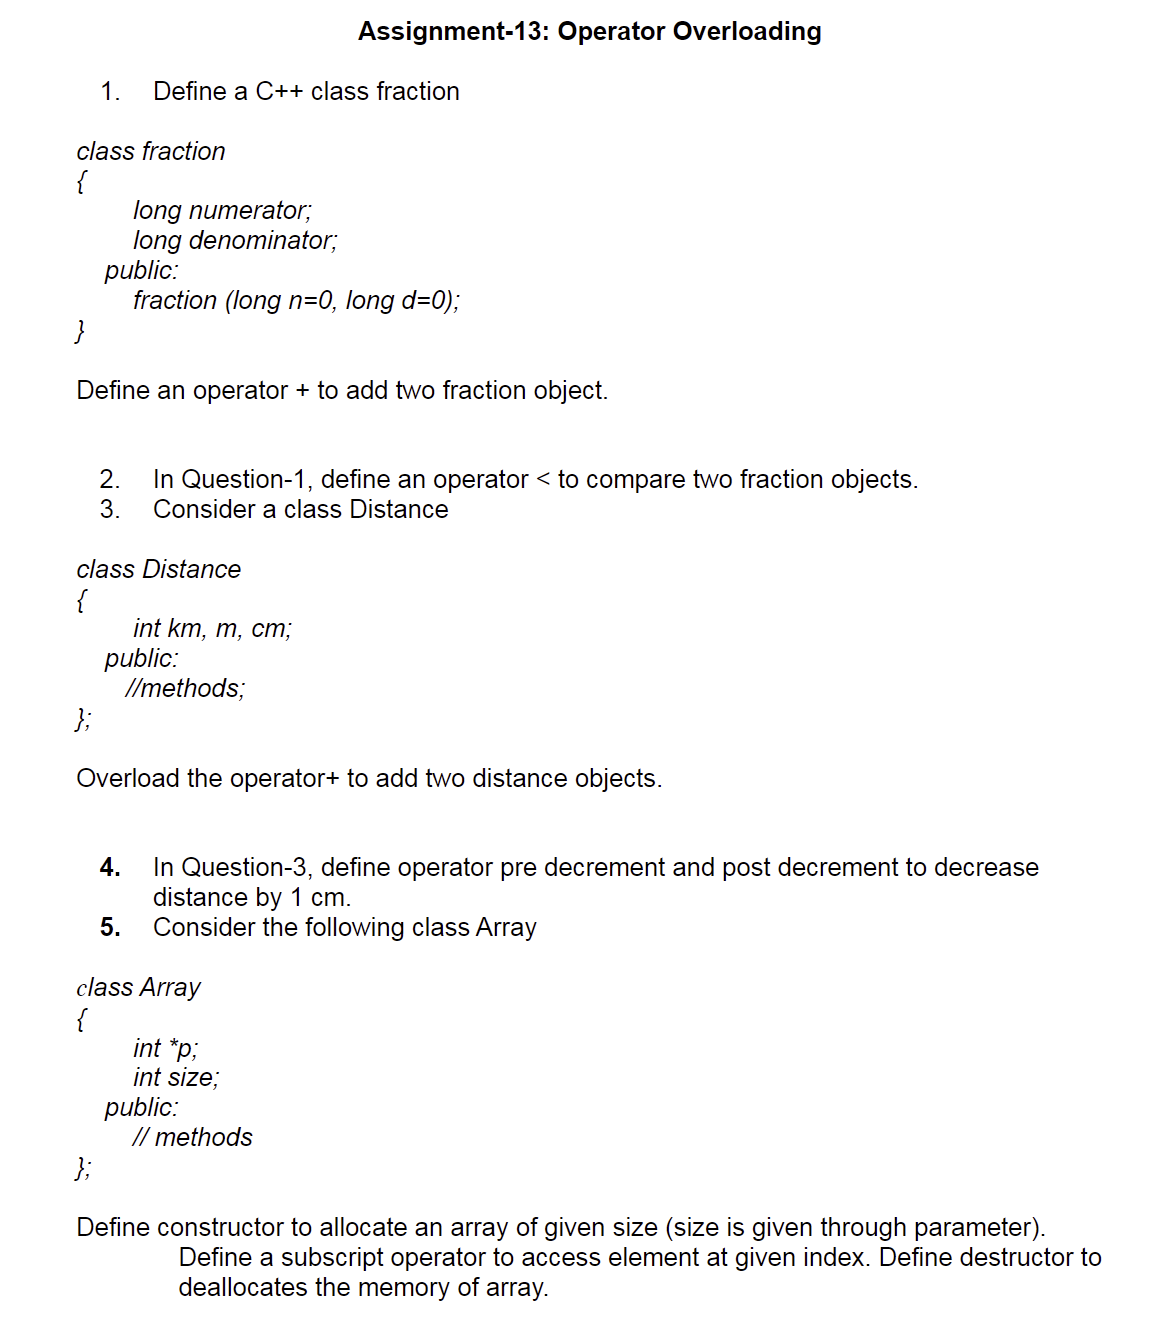 Assignment-13: Operator Overloading
1. Define a C++ class fraction
class fraction
{
long numerator;
long denominator;
public:
fraction (long n=0, long d=0);
}
Define an operator + to add two fraction object.
2. In Question-1, define an operator < to compare two fraction objects.
3. Consider a class Distance
class Distance
{
int km, m, cm;
public:
//methods;
};
Overload the operator+ to add two distance objects.
4. In Question-3, define operator pre decrement and post decrement to decrease
distance by 1 cm.
5. Consider the following class Array
class Array
{
int *p;
int size;
public:
// methods
};
Define constructor to allocate an array of given size (size is given through parameter).
Define a subscript operator to access element at given index. Define destructor to
deallocates the memory of array.